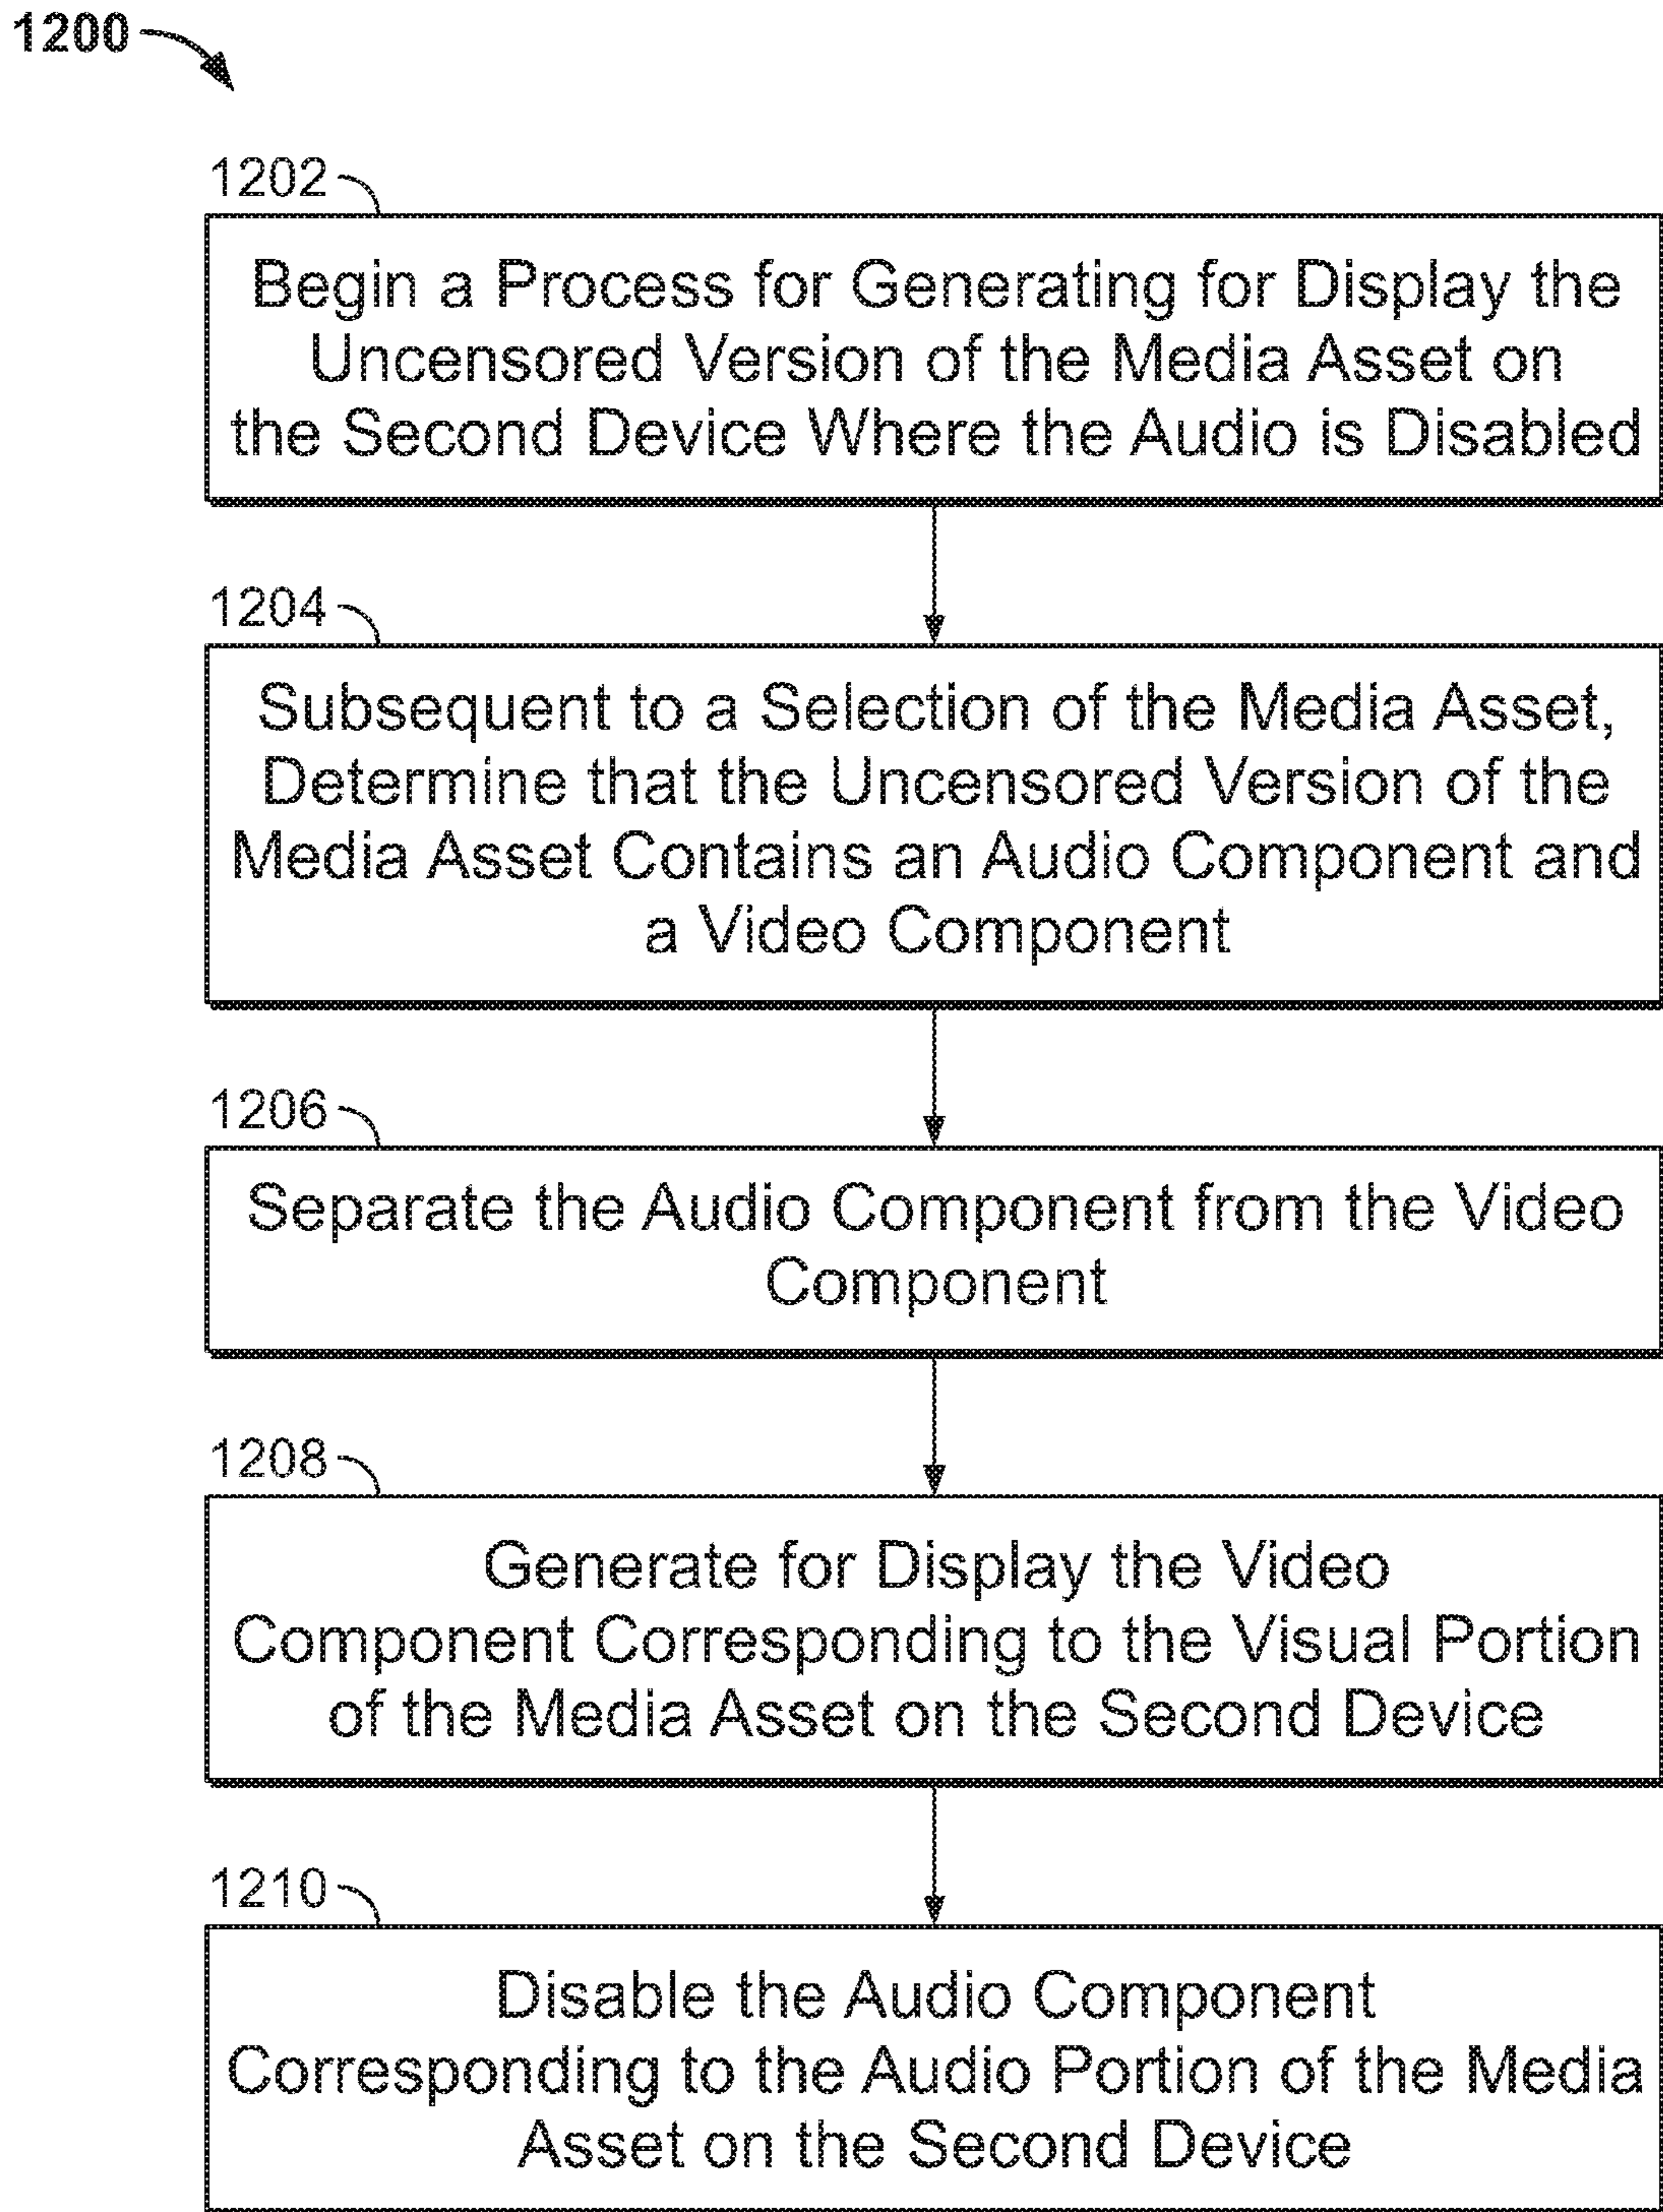 1200
1202
Begin a Process for Generating for Display the
Uncensored Version of the Media Asset on
the Second Device Where the Audio is Disabled
1204
Subsequent to a Selection of the Media Asset,
Determine that the Uncensored Version of the
Media Asset Contains an Audio Component and
a Video Component
1206
Separate the Audio Component from the Video
Component
1208
Generate for Display the Video
Component Corresponding to the Visual Portion
of the Media Asset on the Second Device
1210
Disable the Audio Component
Corresponding to the Audio Portion of the Media
Asset on the Second Device